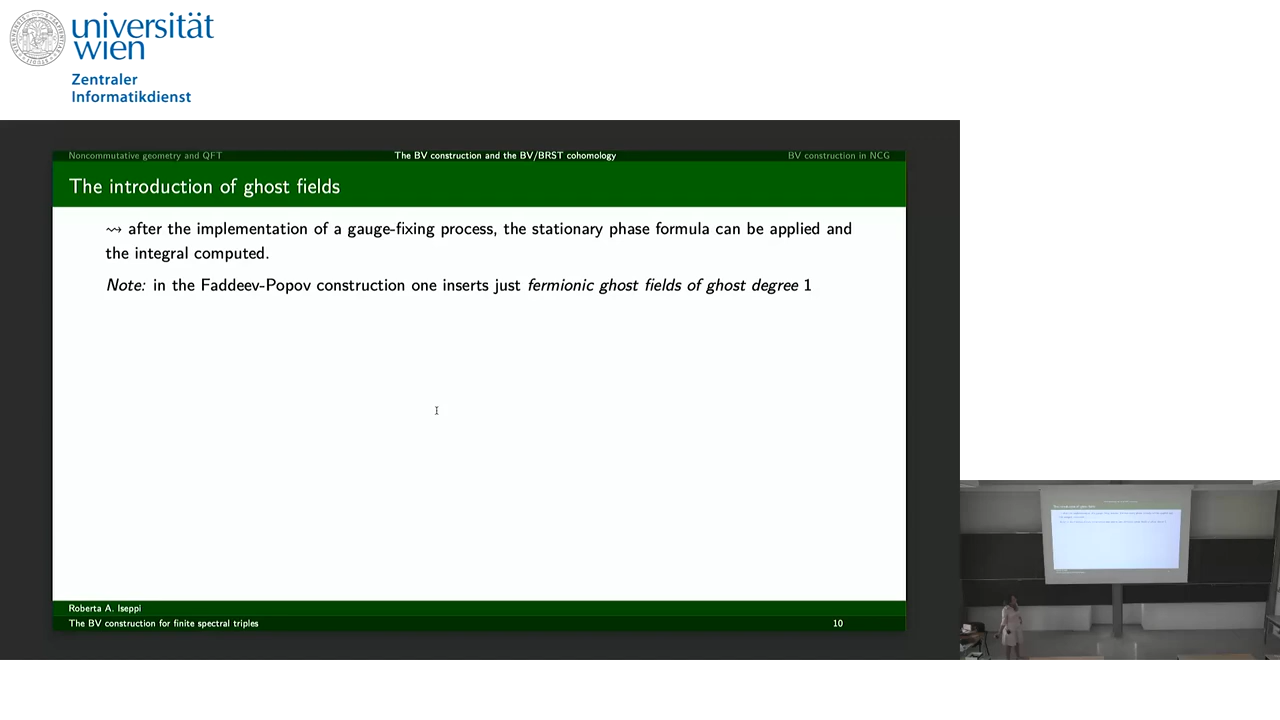 universität
wien
Zentraler
Informatikdienst
Noncommutative geometry and QFT
The BV construction and the BV/BRST cohomology
BV construction in NCG
The introduction of ghost fields
⇝ after the implementation of a gauge-fixing process, the stationary phase formula can be applied and
the integral computed.
Note: in the Faddeev-Popov construction one inserts just fermionic ghost fields of ghost degree 1
Roberta A. Iseppi
The BV construction for finite spectral triples
10